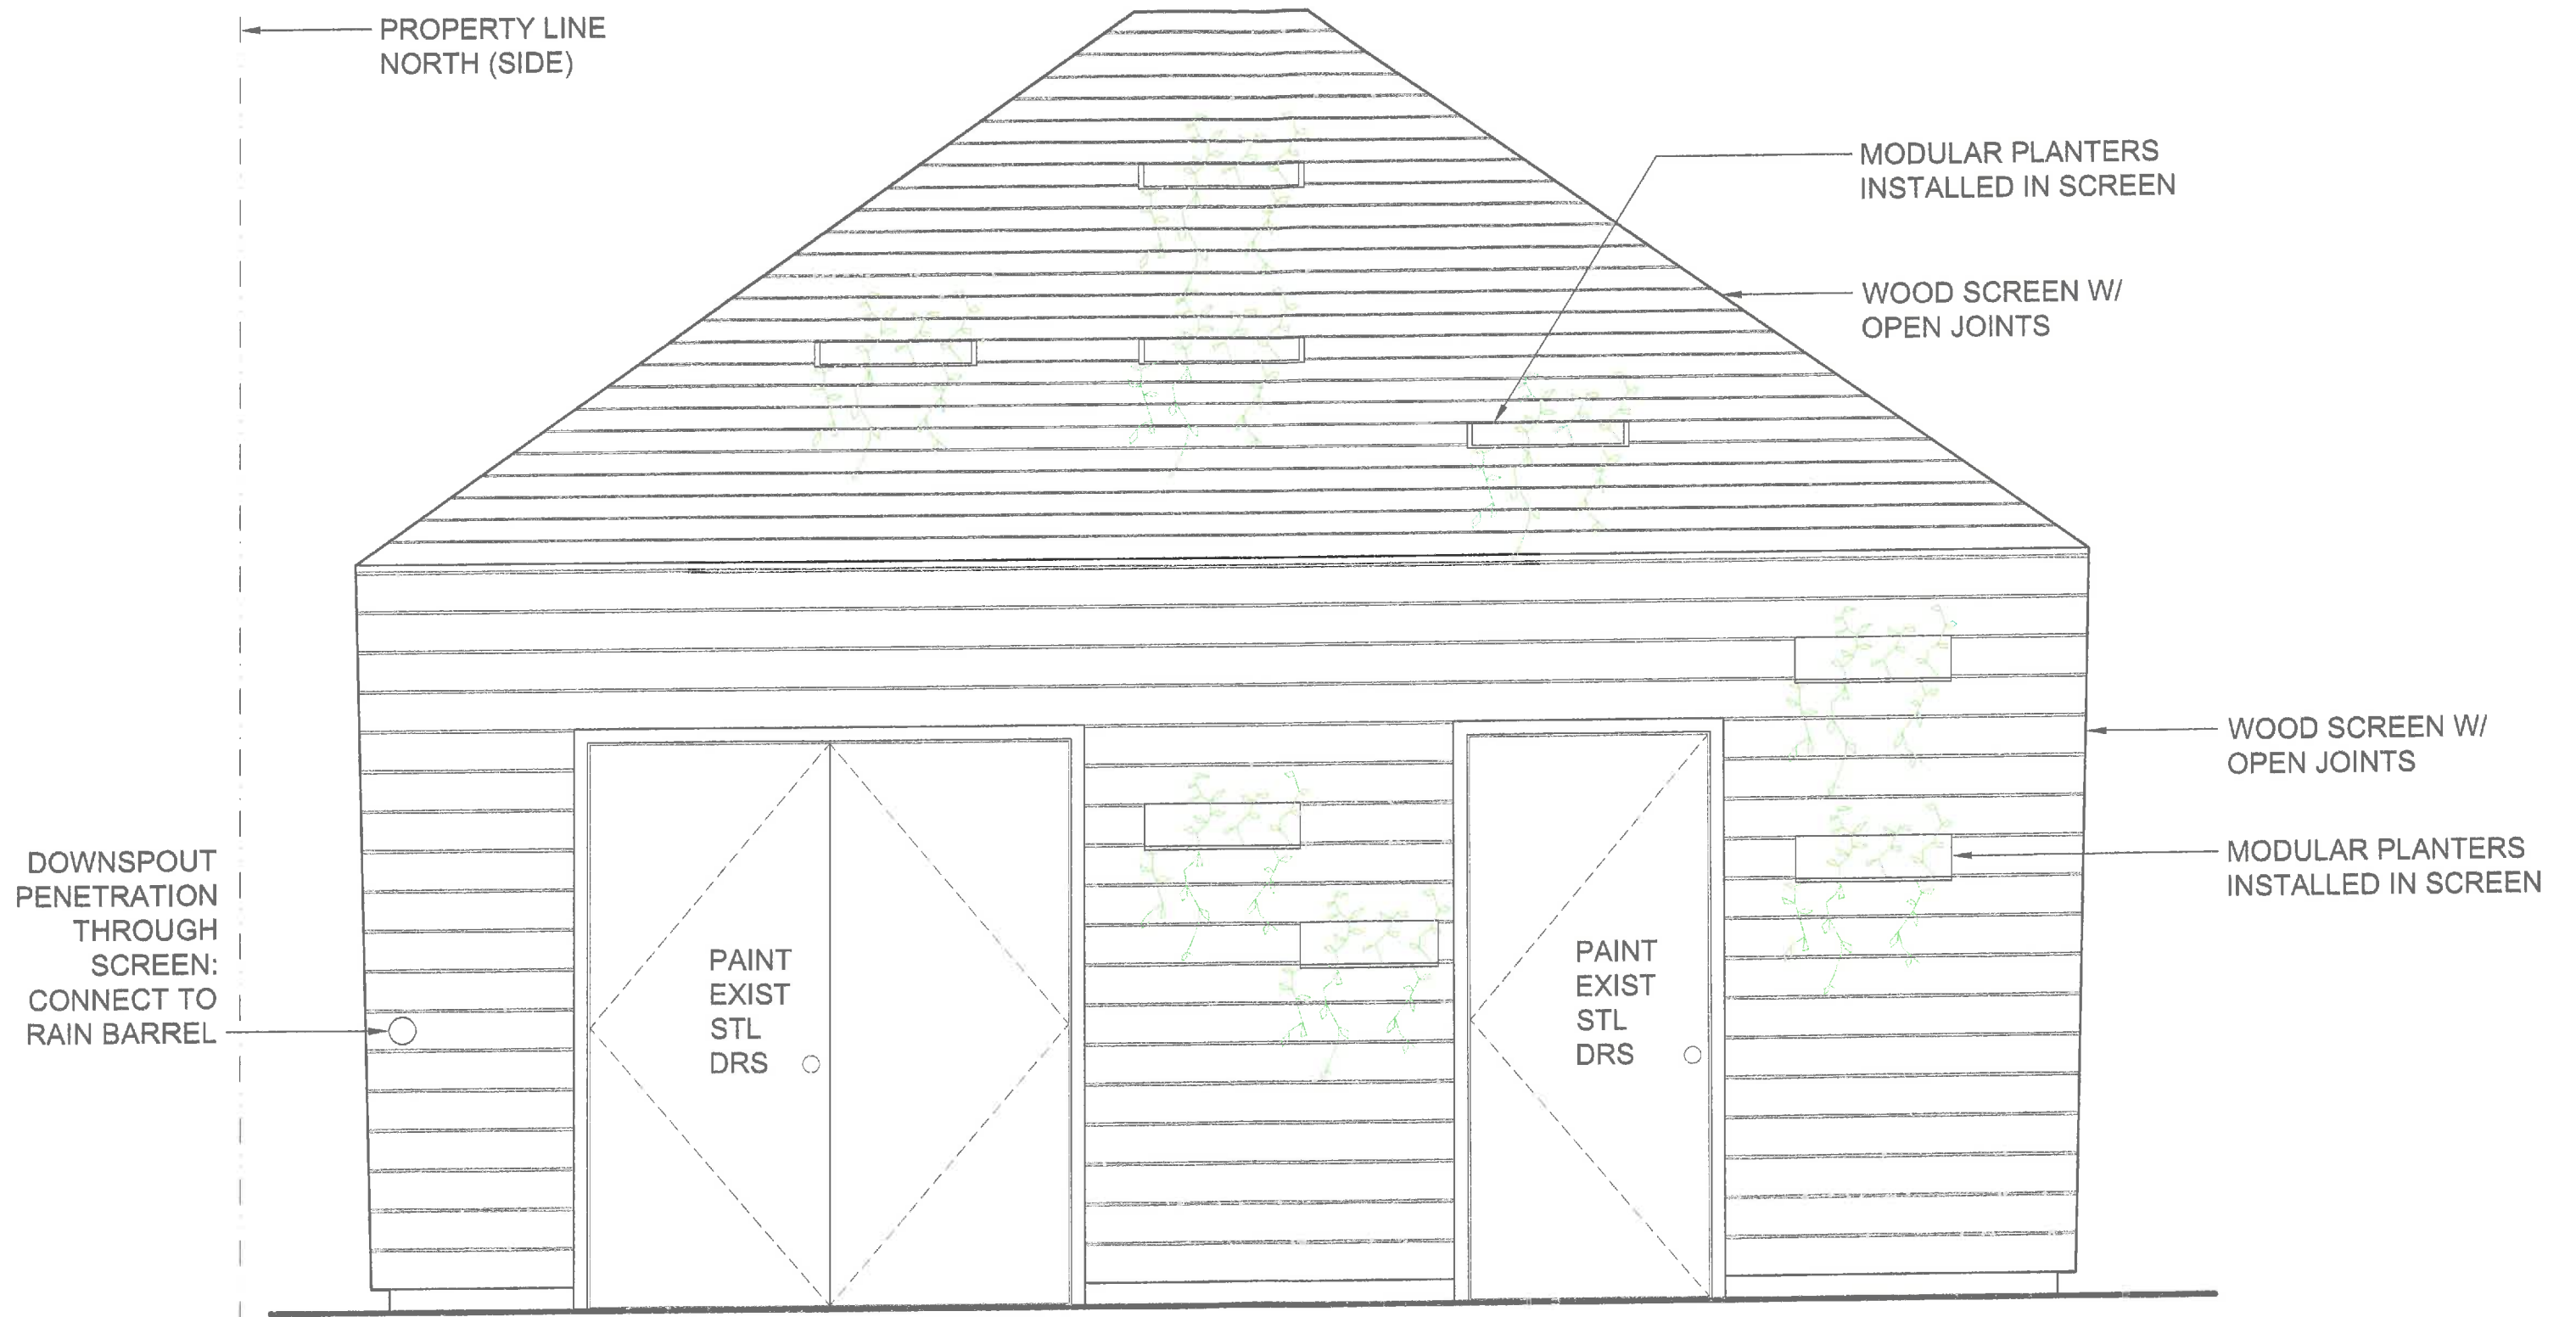 PROPERTY LINE
NORTH (SIDE)
MODULAR PLANTERS
INSTALLED IN SCREEN
WOOD SCREEN W/
OPEN JOINTS
WOOD SCREEN W/
OPEN JOINTS
MODULAR PLANTERS
INSTALLED IN SCREEN
DOWNSPOUT
PENETRATION
THROUGH
SCREEN:
CONNECT TO
RAIN BARREL
PAINT
EXIST
STL
DRS
PAINT
EXIST
STL
DRS